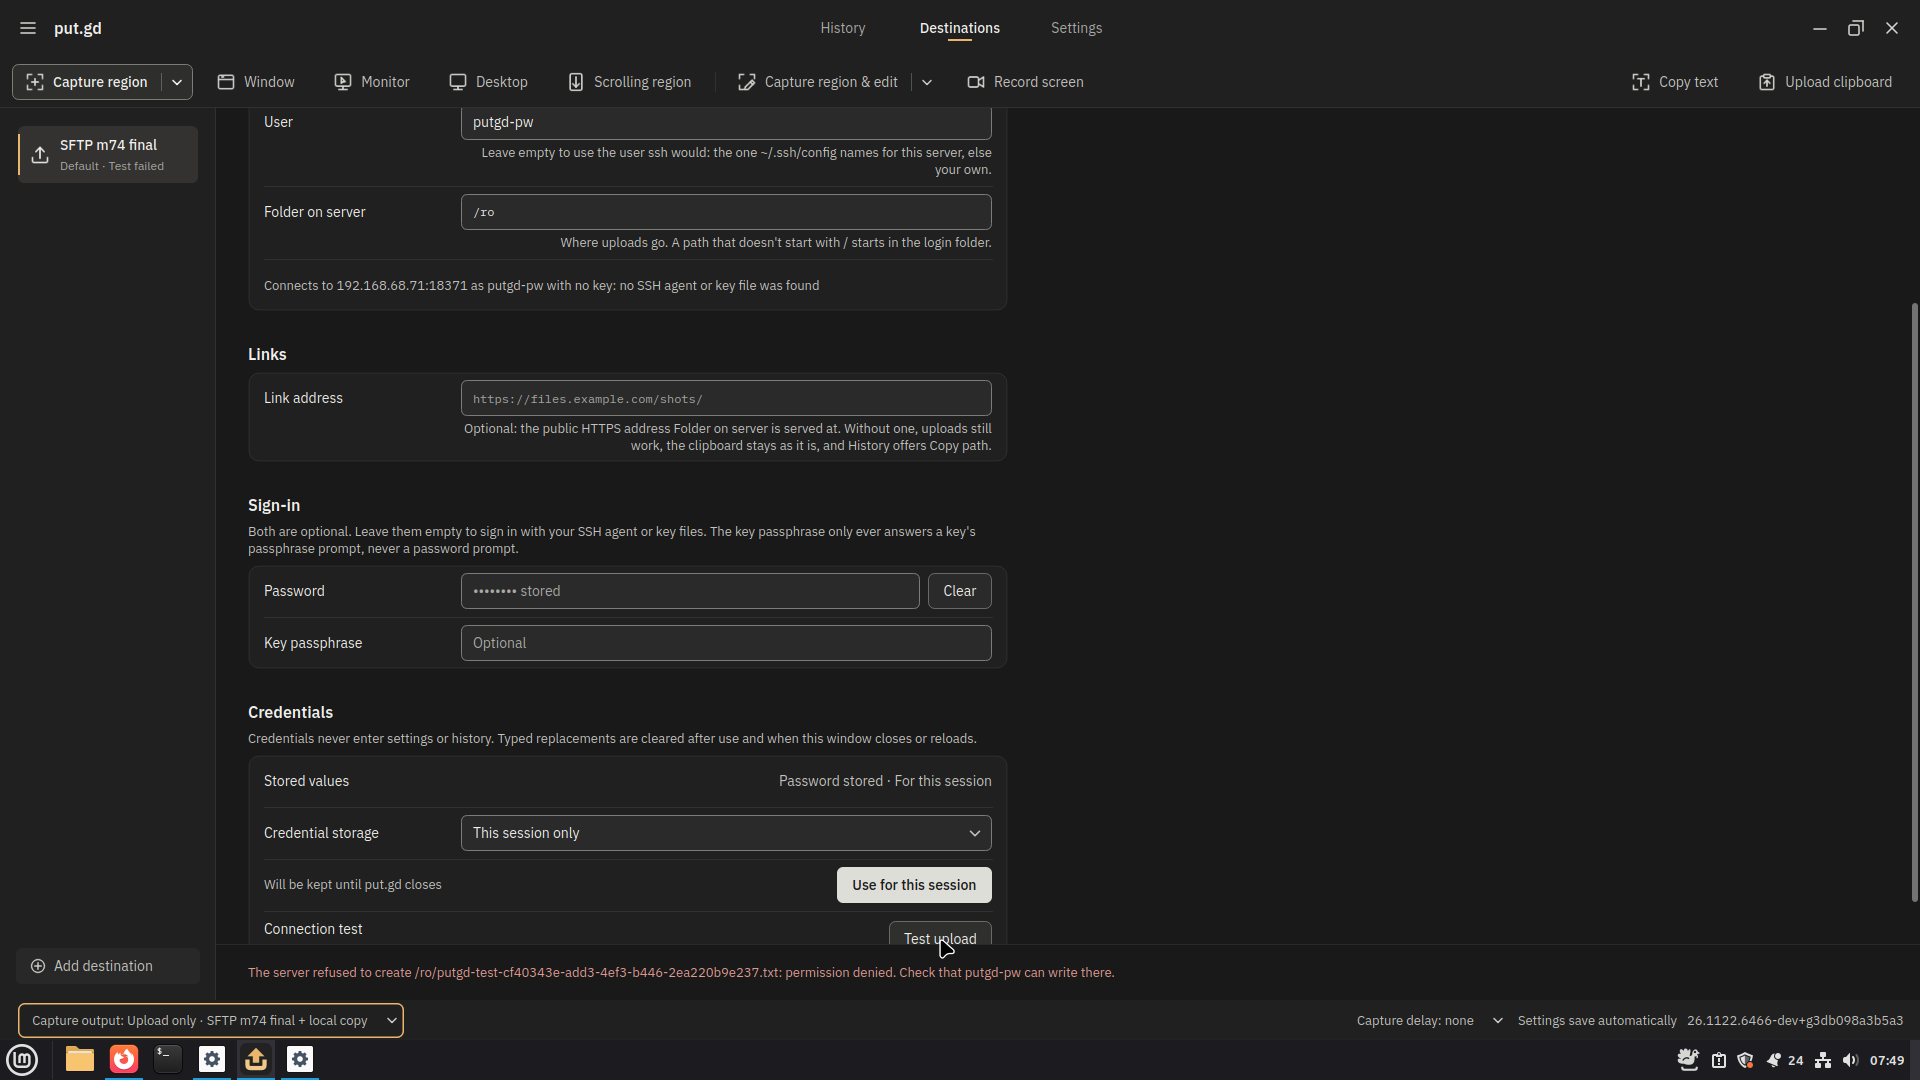 put.gd
History
Destinations
Settings
Capture region
Window
Monitor
Desktop
Scrolling region
Capture region & edit
Record screen
Copy text
Upload clipboard
SFTP m74 final
Default · Test failed
User
putgd-pw
Leave empty to use the user ssh would: the one ~/.ssh/config names for this server, else
your own.
Folder on server
/ro
Where uploads go. A path that doesn't start with / starts in the login folder.
Connects to 192.168.68.71:18371 as putgd-pw with no key: no SSH agent or key file was found
Links
Link address
https://files.example.com/shots/
Optional: the public HTTPS address Folder on server is served at. Without one, uploads still
work, the clipboard stays as it is, and History offers Copy path.
Sign-in
Both are optional. Leave them empty to sign in with your SSH agent or key files. The key passphrase only ever answers a key's
passphrase prompt, never a password prompt.
Password
•••••••• stored
Clear
Key passphrase
Optional
Credentials
Credentials never enter settings or history. Typed replacements are cleared after use and when this window closes or reloads.
Stored values
Password stored · For this session
Credential storage
This session only
Will be kept until put.gd closes
Use for this session
Connection test
Test upload
Add destination
The server refused to create /ro/putgd-test-cf40343e-add3-4ef3-b446-2ea220b9e237.txt: permission denied. Check that putgd-pw can write there.
Capture output: Upload only · SFTP m74 final + local copy
Capture delay: none
Settings save automatically
26.1122.6466-dev+g3db098a3b5a3
24
07:49